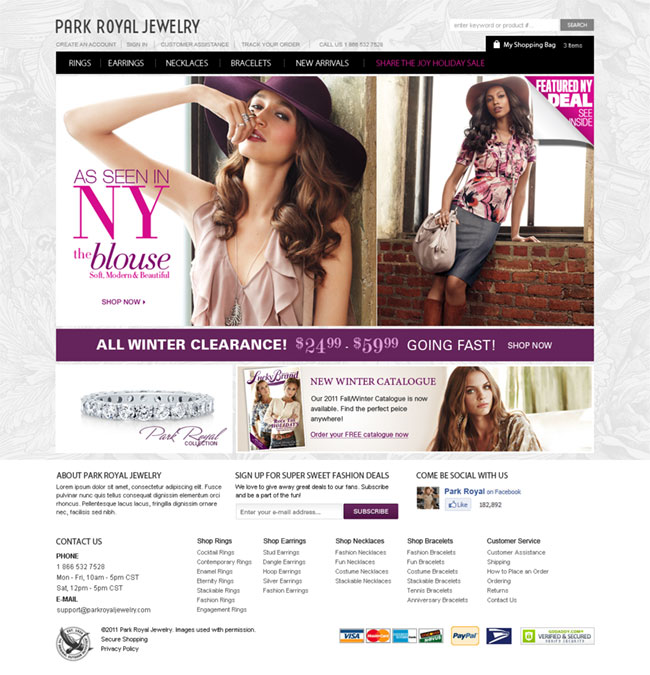 PARK ROYAL JEWELRY
enter keyword or product #...
SEARCH
CREATE AN ACCOUNT | SIGN IN | CUSTOMER ASSISTANCE | TRACK YOUR ORDER | CALL US 1 866 532 7528
My Shopping Bag 3 Items
RINGS | EARRINGS | NECKLACES | BRACELETS | NEW ARRIVALS | SHARE THE JOY HOLIDAY SALE
FEATURED NY
DEAL
SEE
INSIDE
AS SEEN IN
NY
the blouse
Soft, Modern & Beautiful
SHOP NOW
ALL WINTER CLEARANCE! $24.99 - $59.99 GOING FAST! SHOP NOW
Park Royal
COLLECTION
Lucky Brand
HOLIDAYS
NEW WINTER CATALOGUE
Our 2011 Fall/Winter Catalogue is now
available. Find the perfect peice
anywhere!
Order your FREE catalogue now
ABOUT PARK ROYAL JEWELRY
Lorem ipsum dolor sit amet, consectetur adipiscing elit. Fusce
pulvinar nunc quis tellus consequat dignissim elementum orci
rhoncus. Pellentesque lacus lacus, fringilla dignissim ornare
nec, facilisis sed nibh.
SIGN UP FOR SUPER SWEET FASHION DEALS
We love to give away great deals to our fans. Subscribe
and be a part of the fun!
Enter your e-mail address...
SUBSCRIBE
COME BE SOCIAL WITH US
Park Royal on Facebook
Like 182,892
CONTACT US
PHONE
1 866 532 7528
Mon - Fri, 10am - 5pm CST
Sat, 12pm - 5pm CST
E-MAIL
support@parkroyaljewelry.com
Shop Rings
Cocktail Rings
Contemporary Rings
Enamel Rings
Eternity Rings
Stackable Rings
Fashion Rings
Engagement Rings
Shop Earrings
Stud Earrings
Dangle Earrings
Hoop Earrings
Silver Earrings
Fashion Earrings
Shop Necklaces
Fashion Necklaces
Fun Necklaces
Costume Necklaces
Stackable Necklaces
Shop Bracelets
Fashion Bracelets
Fun Bracelets
Costume Bracelets
Stackable Bracelets
Tennis Bracelets
Anniversary Bracelets
Customer Service
Customer Assistance
Shipping
How to Place an Order
Ordering
Returns
Contact Us
©2011 Park Royal Jewelry. Images used with permission.
Secure Shopping
Privacy Policy
VISA
MasterCard
PayPal
GODADDY.COM
VERIFIED & SECURED
VERIFY SECURITY